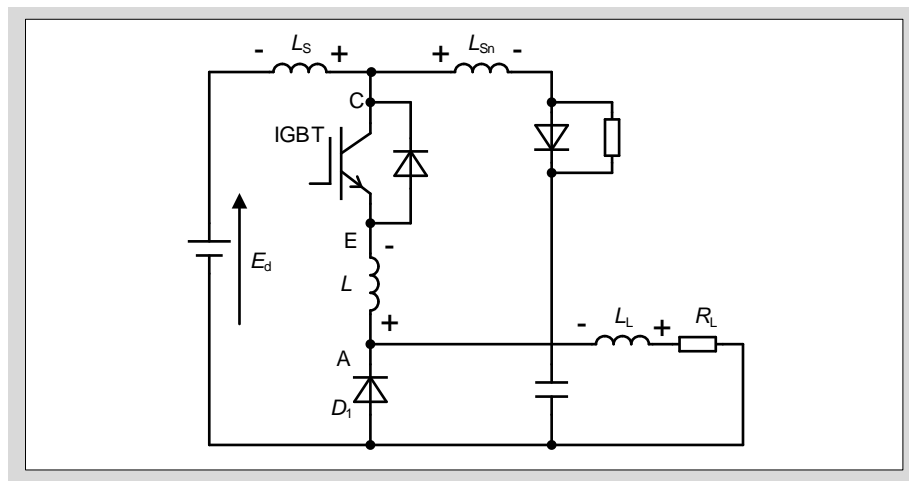 - LS + + LSn -
C
IGBT
E -
Ed
L
+ - LL + RL
A
D1